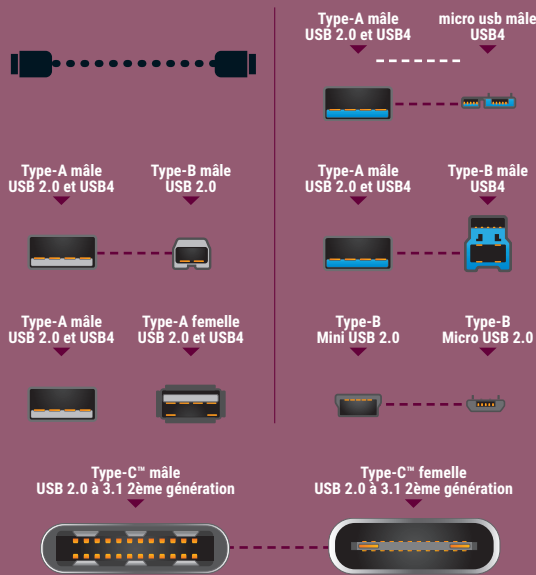 Type-A mâle
USB 2.0 et USB4
micro usb mâle
USB4
Type-A mâle
USB 2.0 et USB4
Type-B mâle
USB 2.0
Type-A mâle
USB 2.0 et USB4
Type-B mâle
USB4
Type-A mâle
USB 2.0 et USB4
Type-A femelle
USB 2.0 et USB4
Type-B
Mini USB 2.0
Type-B
Micro USB 2.0
Type-C™ mâle
USB 2.0 à 3.1 2ème génération
Type-C™ femelle
USB 2.0 à 3.1 2ème génération